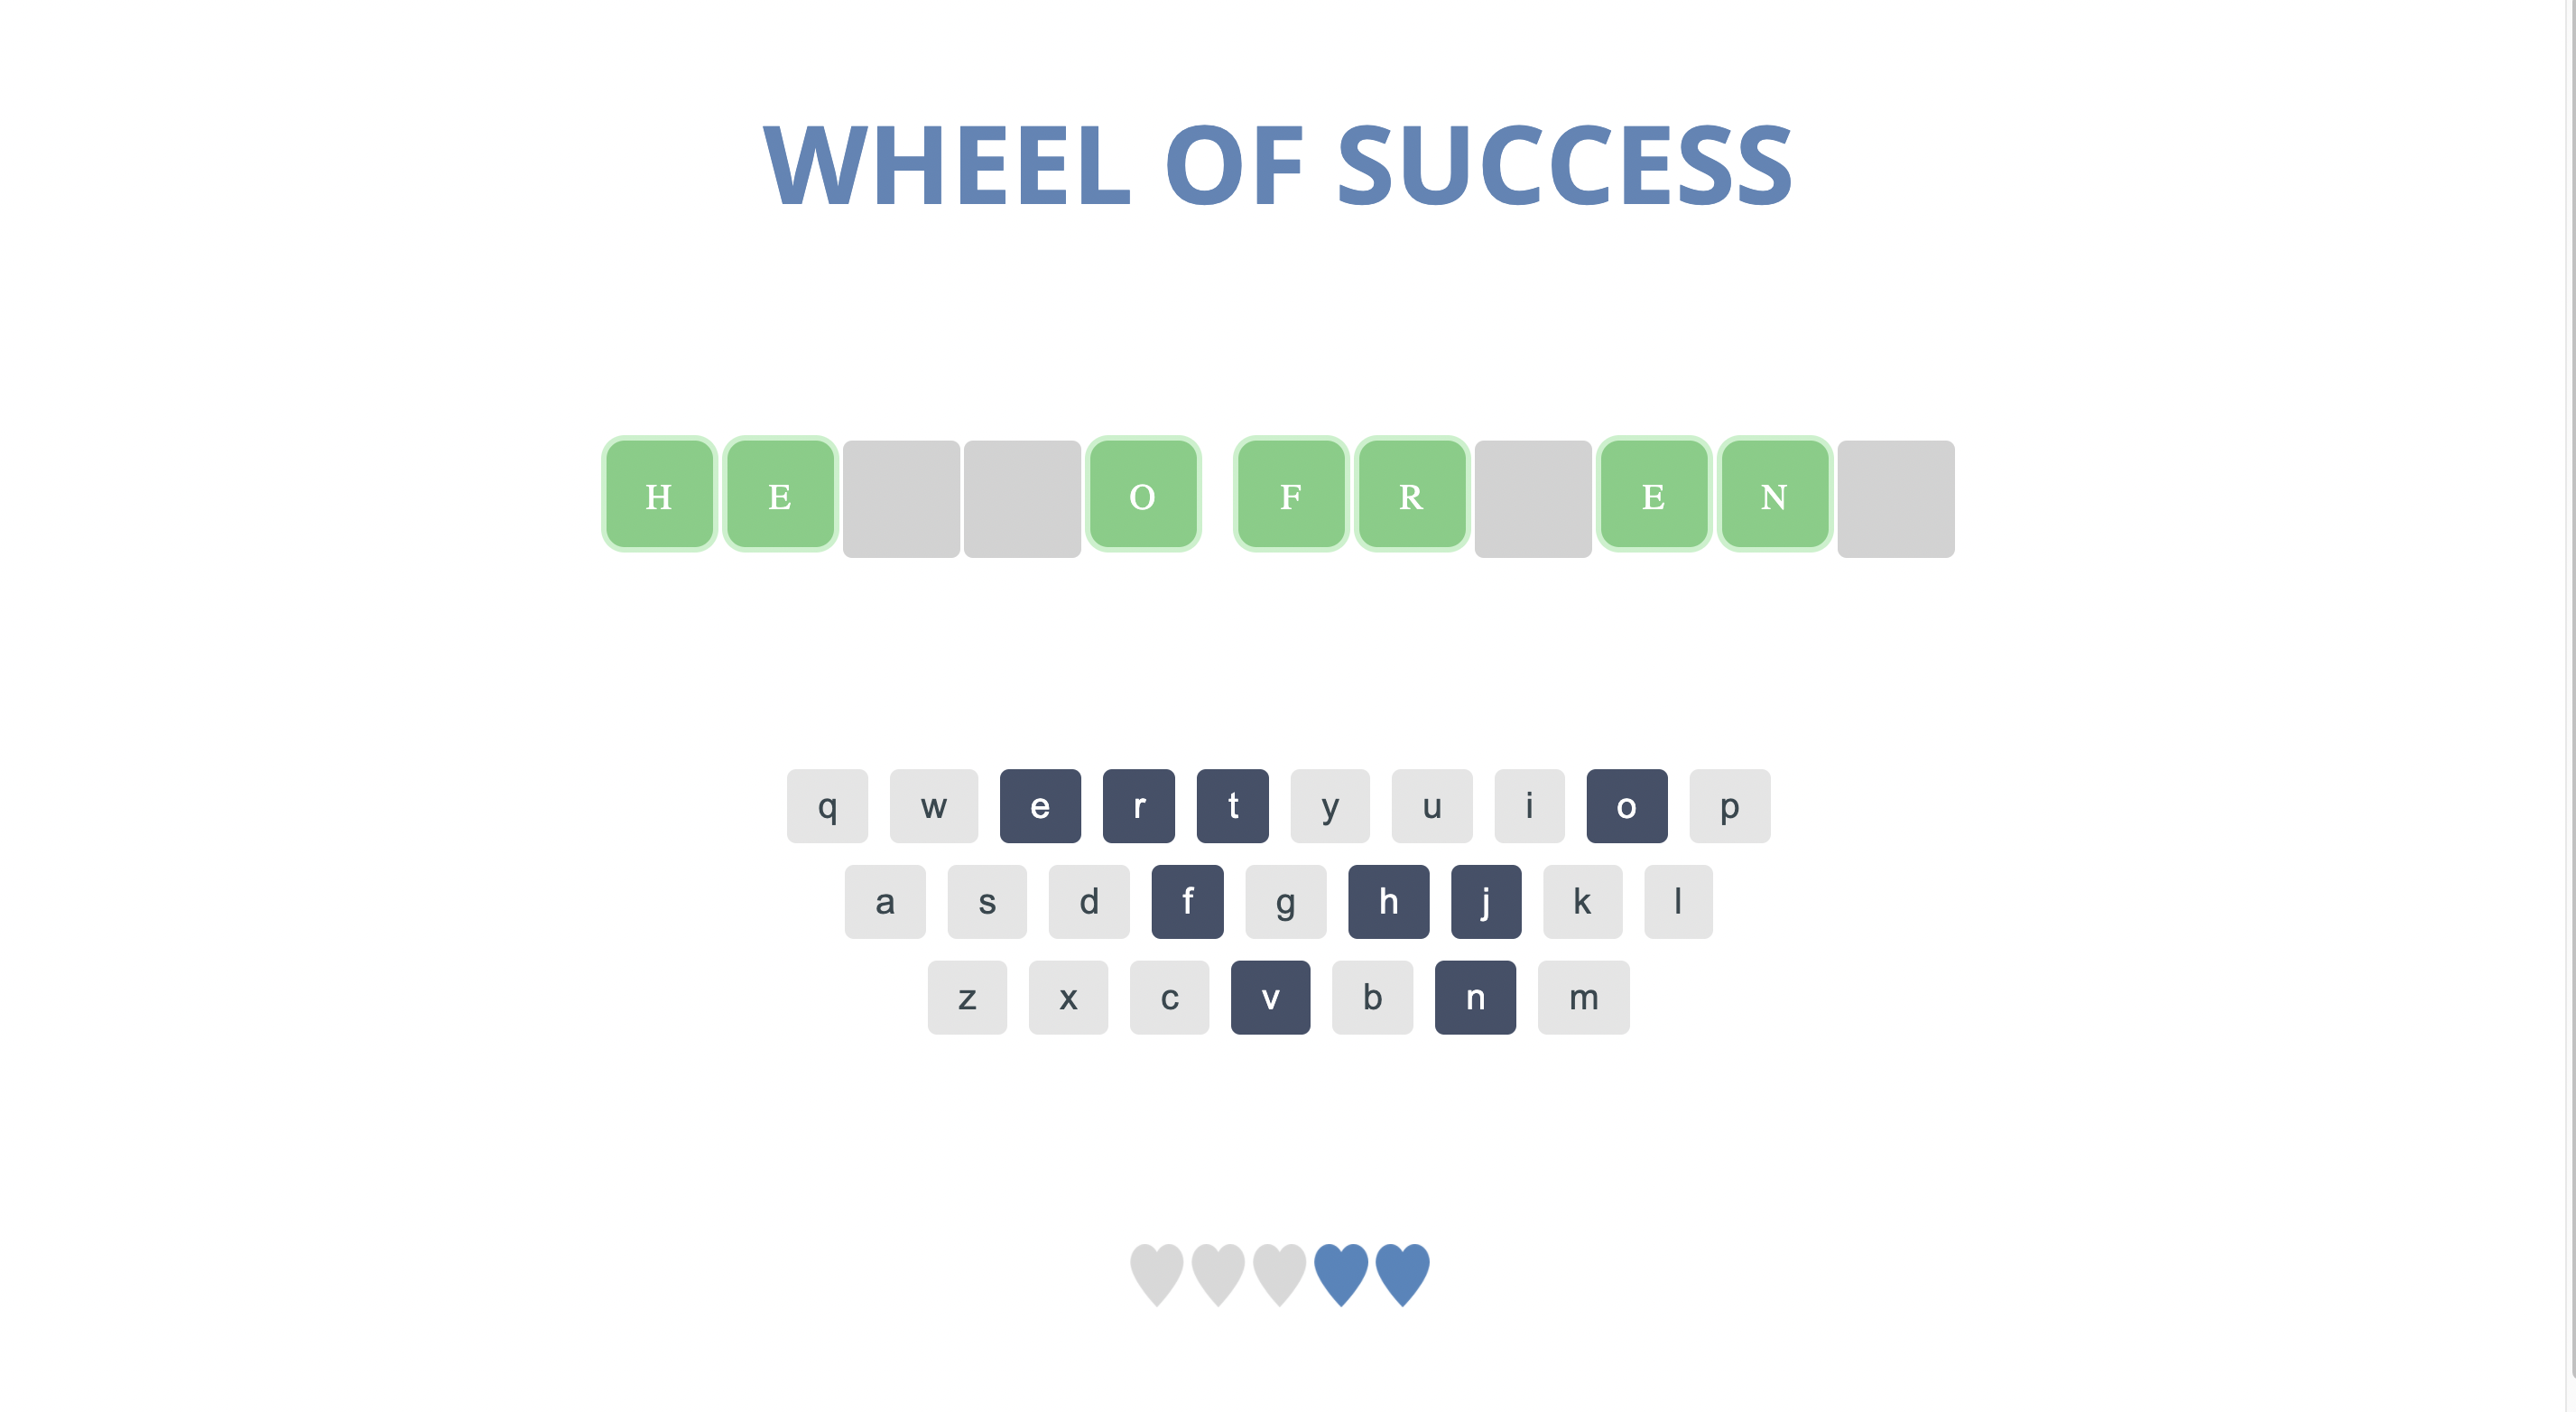 WHEEL OF SUCCESS
H E O F R E N
q w e r t y u i o p
a s d f g h j k l
z x c v b n m